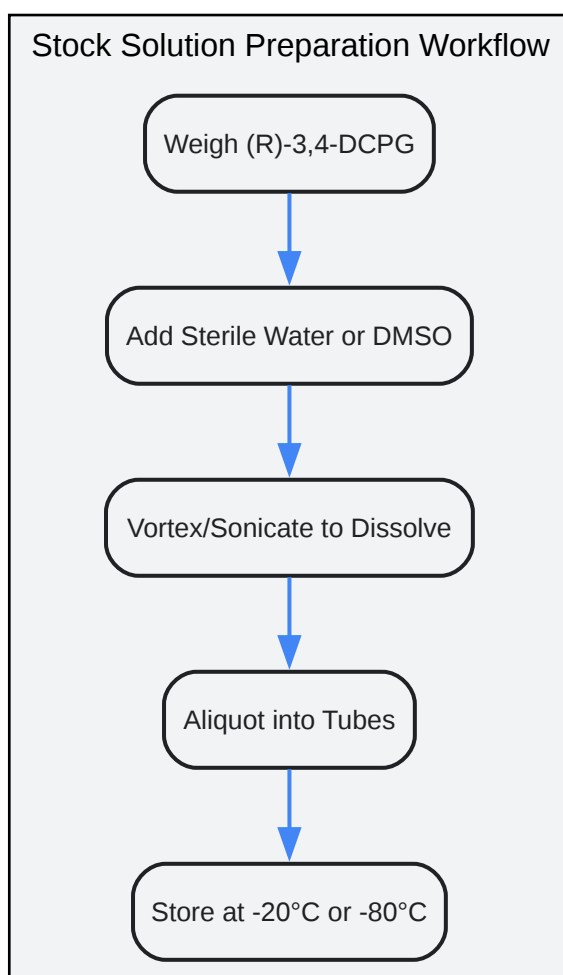 Stock Solution Preparation Workflow
Weigh (R)-3,4-DCPG
Add Sterile Water or DMSO
Vortex/Sonicate to Dissolve
Aliquot into Tubes
Store at -20°C or -80°C